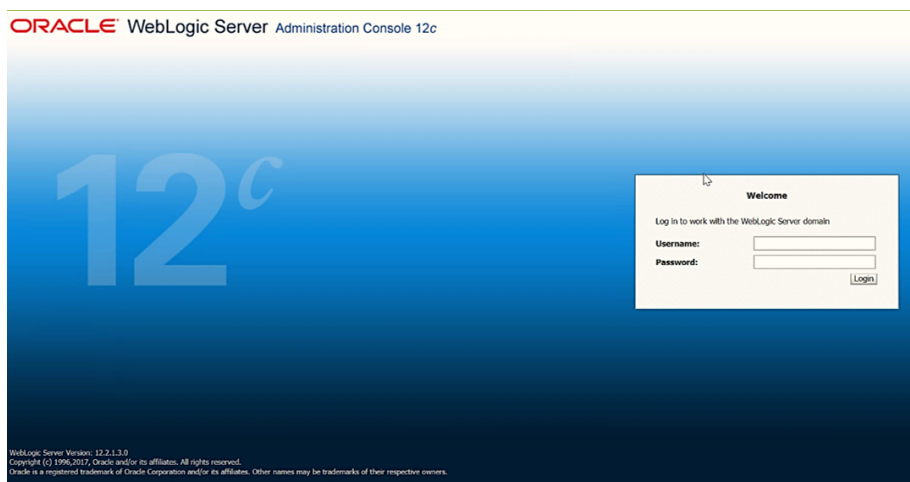 ORACLE® WebLogic Server Administration Console 12c
12c
Welcome
Log in to work with the WebLogic Server domain
Username:
Password:
Login
WebLogic Server Version: 12.2.1.3.0
Copyright (c) 1996,2017, Oracle and/or its affiliates. All rights reserved.
Oracle is a registered trademark of Oracle Corporation and/or its affiliates. Other names may be trademarks of their respective owners.